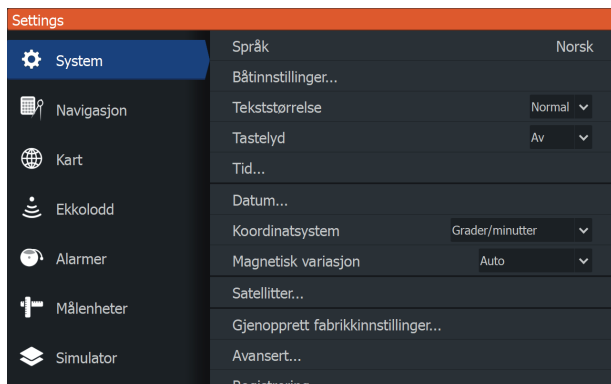 Settings
System
Navigasjon
Kart
Ekkolodd
Alarmer
Målenheter
Simulator
Språk Norsk
Båtinnstillinger...
Tekststørrelse Normal
Tastelyd Av
Tid...
Datum...
Koordinatsystem Grader/minutter
Magnetisk variasjon Auto
Satellitter...
Gjenopprett fabrikkinnstillinger...
Avansert...